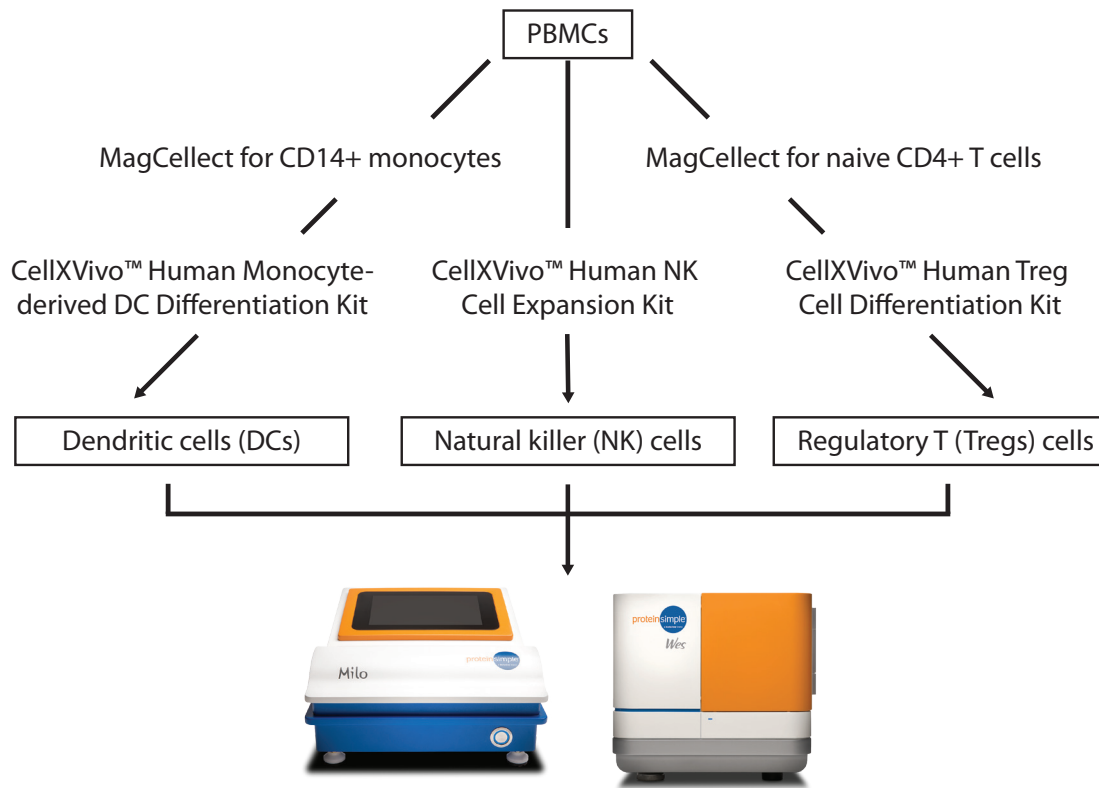 PBMCs
MagCellect for CD14+ monocytes
MagCellect for naive CD4+ T cells
CellXVivo™ Human Monocyte-
derived DC Differentiation Kit
CellXVivo™ Human NK
Cell Expansion Kit
CellXVivo™ Human Treg
Cell Differentiation Kit
Dendritic cells (DCs)
Natural killer (NK) cells
Regulatory T (Tregs) cells
proteinsimple
Milo
proteinsimple
Wes